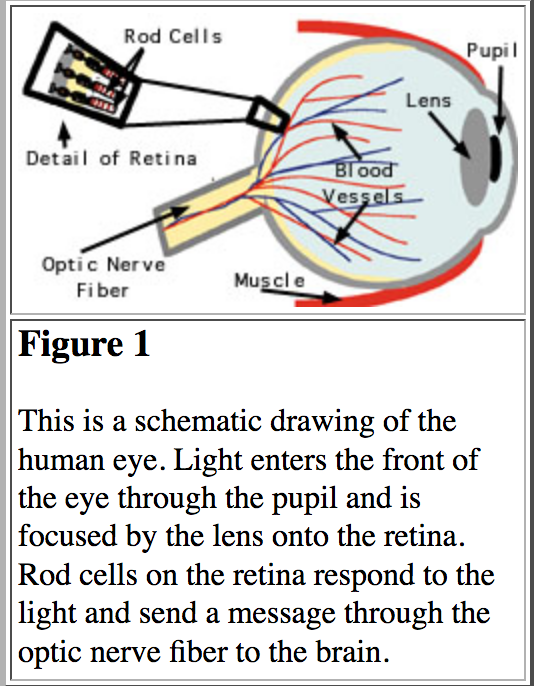 Rod Cells
Pupil
Lens
Detail of Retina
Blood
Vessels
Optic Nerve
Fiber
Muscle
Figure 1
This is a schematic drawing of the
human eye. Light enters the front of
the eye through the pupil and is
focused by the lens onto the retina.
Rod cells on the retina respond to the
light and send a message through the
optic nerve fiber to the brain.